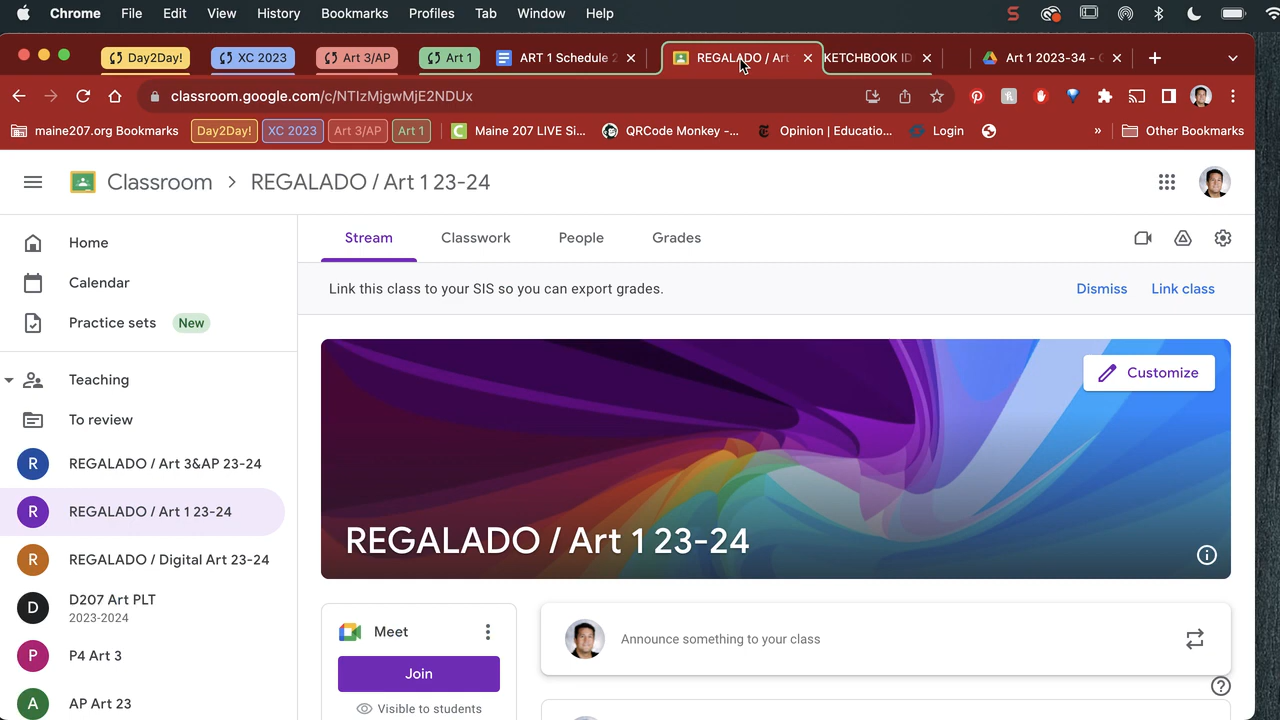 Chrome File Edit View History Bookmarks Profiles Tab Window Help
Day2Day! XC 2023 Art 3/AP Art 1 ART 1 Schedule 2 REGALADO / Art KETCHBOOK ID Art 1 2023-34 -
classroom.google.com/c/NTIzMjgwMjE2NDUx
maine207.org Bookmarks Day2Day! XC 2023 Art 3/AP Art 1 Maine 207 LIVE Si... QRCode Monkey -... Opinion | Educatio... Login » Other Bookmarks
Classroom > REGALADO / Art 1 23-24
Home
Calendar
Practice sets New
Teaching
To review
R REGALADO / Art 3&AP 23-24
R REGALADO / Art 1 23-24
R REGALADO / Digital Art 23-24
D D207 Art PLT
2023-2024
P P4 Art 3
A AP Art 23
Stream Classwork People Grades
Link this class to your SIS so you can export grades. Dismiss Link class
Customize
REGALADO / Art 1 23-24
Meet
Join
Visible to students
Announce something to your class